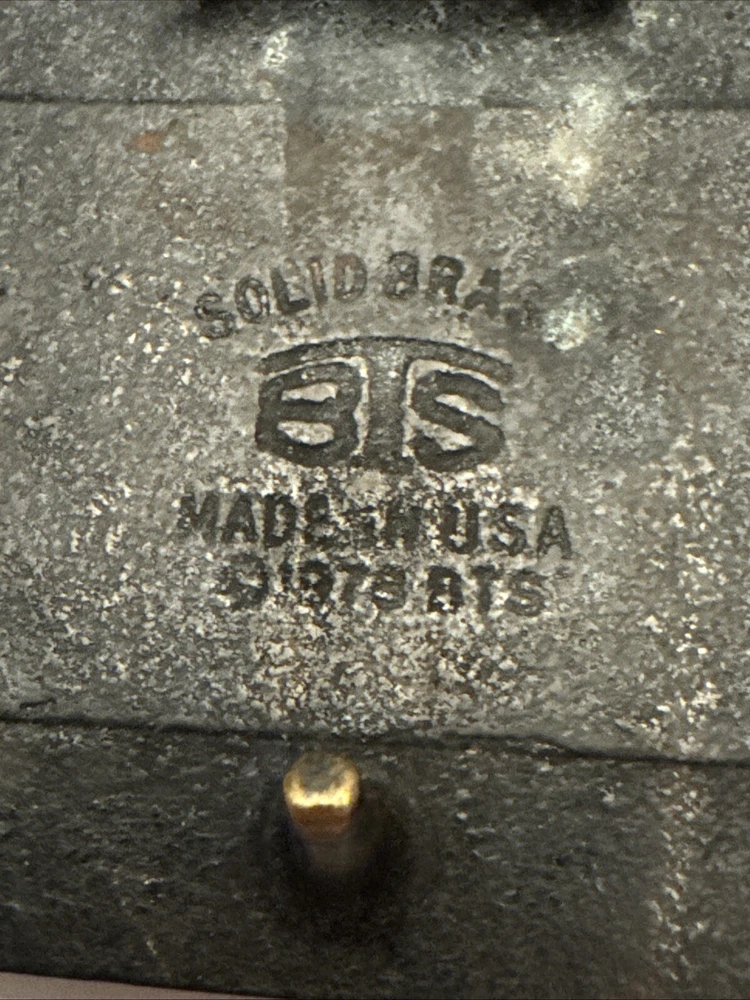 SOLID BRASS
BTS
MADE IN USA
© 1978 BTS